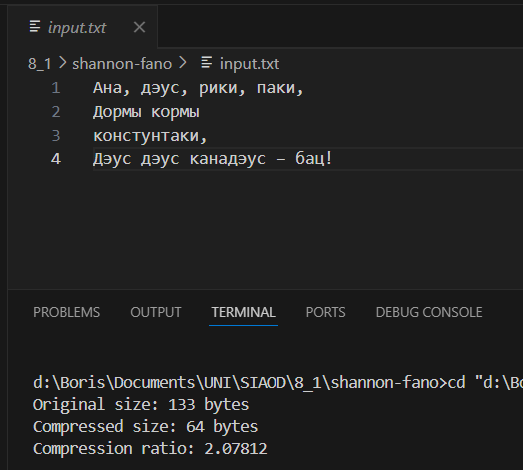 input.txt
8_1 > shannon-fano > input.txt
1 Ана, дэус, рики, паки,
2 Дормы кормы
3 констунтаки,
4 Дэус дэус канадэус – бац!
PROBLEMS OUTPUT TERMINAL PORTS DEBUG CONSOLE
d:\Boris\Documents\UNI\SIAOD\8_1\shannon-fano>cd "d:\Bo
Original size: 133 bytes
Compressed size: 64 bytes
Compression ratio: 2.07812